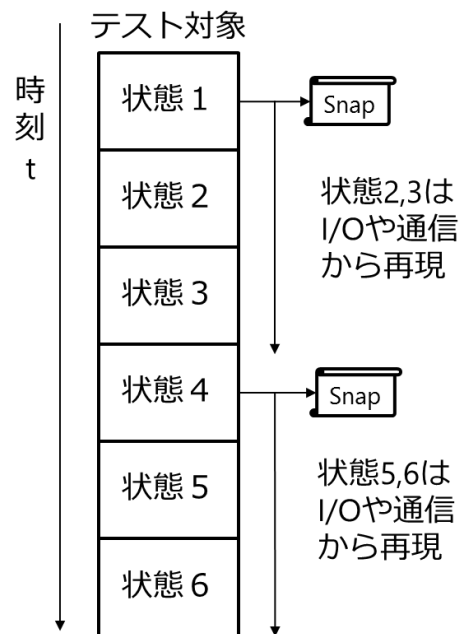 テスト対象
時
刻
t
状態1
Snap
状態2
状態2,3は
I/Oや通信
から再現
状態3
状態4
Snap
状態5
状態5,6は
I/Oや通信
から再現
状態6